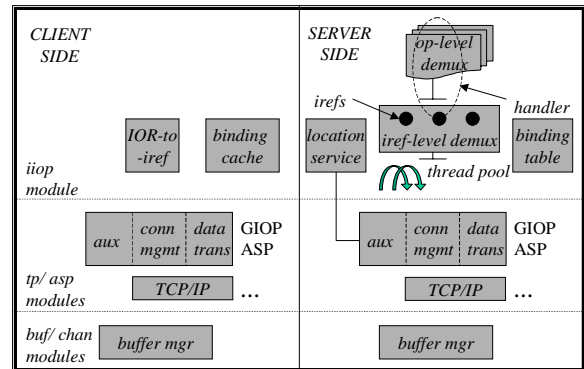 CLIENT
SIDE
IOR-to
-iref
binding
cache
iiop
module
aux
conn
mgmt
data
trans
GIOP
ASP
tp/ asp
modules
TCP/IP ...
buf/ chan
modules
buffer mgr
SERVER
SIDE
op-level
demux
irefs
handler
location
service
iref-level demux
binding
table
thread pool
aux
conn
mgmt
data
trans
GIOP
ASP
TCP/IP ...
buffer mgr